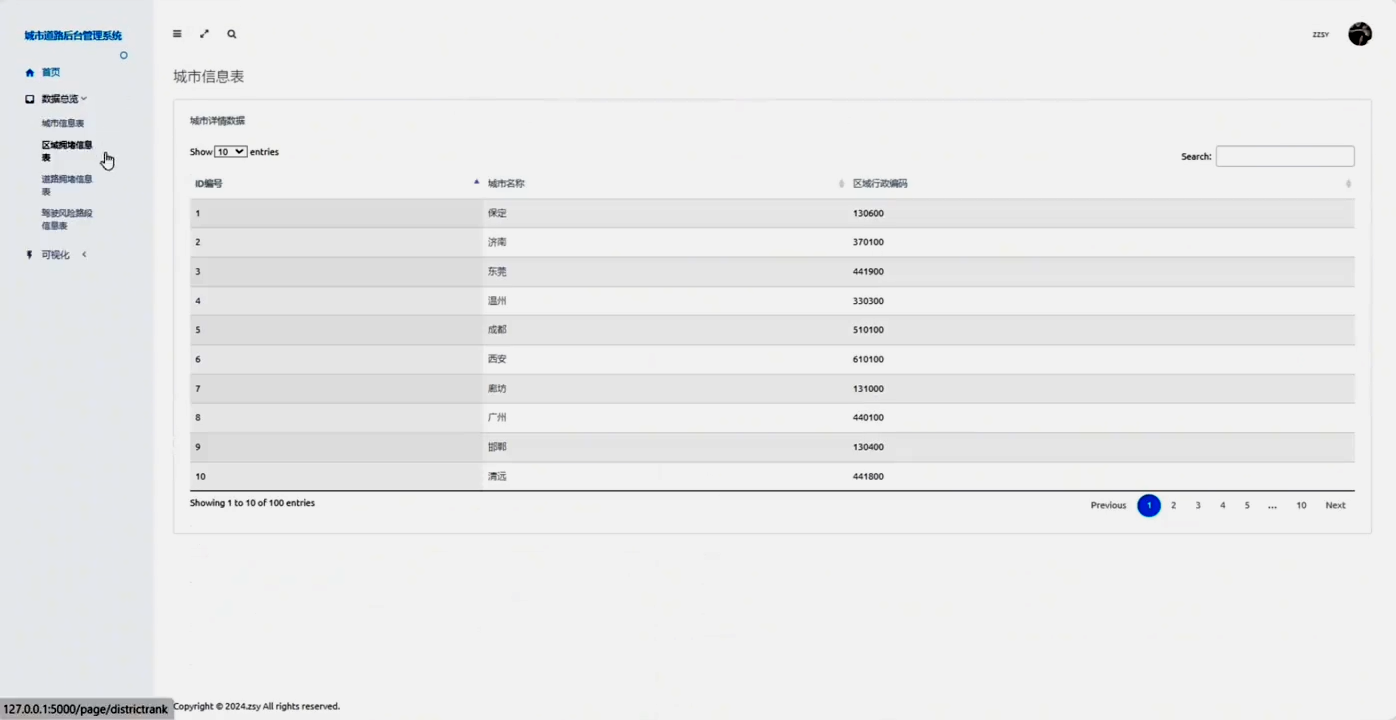 城市道路后台管理系统
zzsy
首页
城市信息表
数据总览
城市详情数据
城市信息表
区域拥堵信息
表
道路拥堵信息
表
驾驶风险路段
信息表
可视化
Show 10 entries
Search:
ID编号 城市名称 区域行政编码
1 保定 130600
2 济南 370100
3 东莞 441900
4 温州 330300
5 成都 510100
6 西安 610100
7 廊坊 131000
8 广州 440100
9 邯郸 130400
10 清远 441800
Showing 1 to 10 of 100 entries
Previous 1 2 3 4 5 ... 10 Next
Copyright © 2024.zsy All rights reserved.
127.0.0.1:5000/page/districtrank